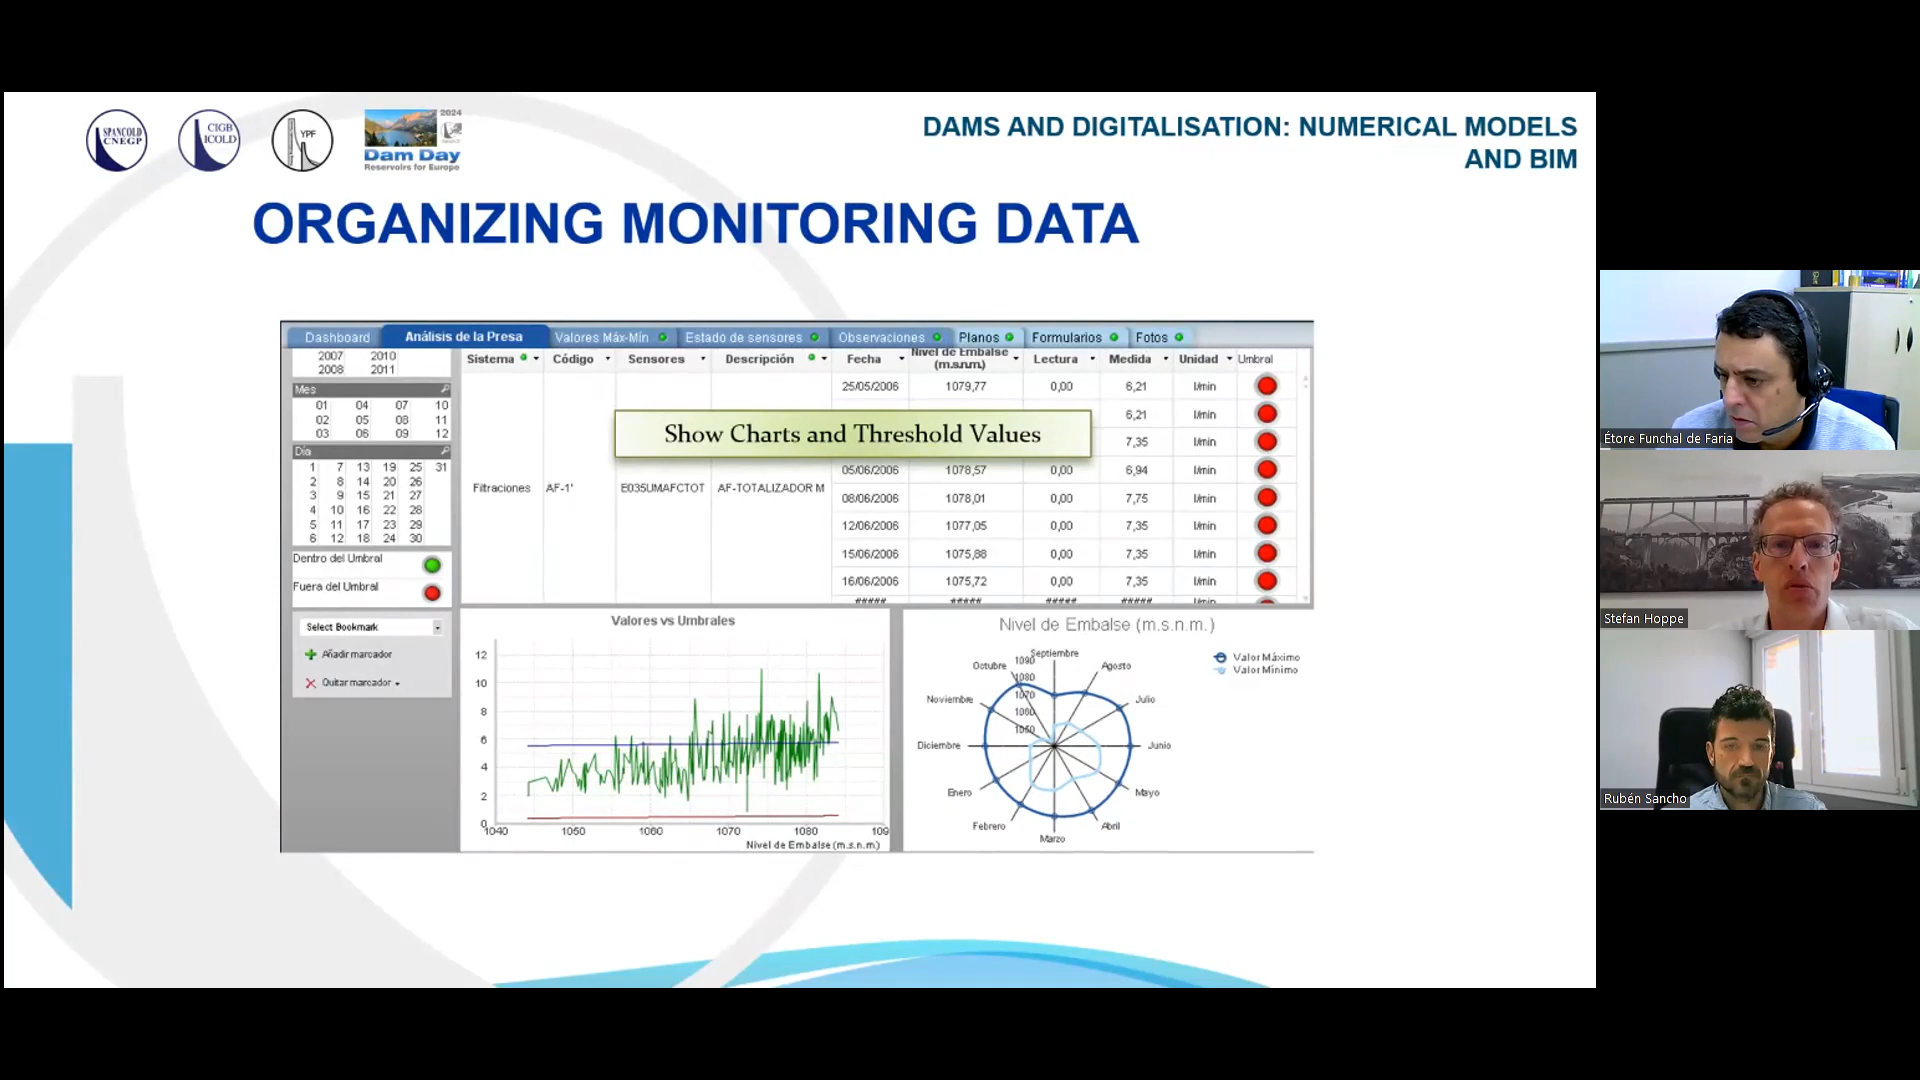 SPANCOLD
CNEGP
CIGB
ICOLD
YPF
2024
Dam Day
Reservoirs for Europe
DAMS AND DIGITALISATION: NUMERICAL MODELS
AND BIM
ORGANIZING MONITORING DATA
Dashboard Análisis de la Presa Valores Máx-Mín Estado de sensores Observaciones Planos Formularios Fotos
2007 2010
2008 2011
Mes
01 04 07 10
02 05 08 11
03 06 09 12
Día
1 7 13 19 25 31
2 8 14 20 26
3 9 15 21 27
4 10 16 22 28
5 11 17 23 29
6 12 18 24 30
Dentro del Umbral
Fuera del Umbral
Select Bookmark
Añadir marcador
Quitar marcador
Sistema Código Sensores Descripción Fecha Nivel de Embalse (m.s.n.m.) Lectura Medida Unidad Umbral
25/05/2006 1079,77 0,00 6,21 l/min
6,21 l/min
Show Charts and Threshold Values
7,35 l/min
05/06/2006 1078,57 0,00 6,94 l/min
Filtraciones AF-1' E035UMAFCTOT AF-TOTALIZADOR M
08/06/2006 1078,01 0,00 7,75 l/min
12/06/2006 1077,05 0,00 7,35 l/min
15/06/2006 1075,88 0,00 7,35 l/min
16/06/2006 1075,72 0,00 7,35 l/min
##### ##### ##### ##### l/min
Valores vs Umbrales
12
10
8
6
4
2
0
1040 1050 1060 1070 1080 109
Nivel de Embalse (m.s.n.m.)
Nivel de Embalse (m.s.n.m.)
Septiembre
Octubre
Agosto
Noviembre
Julio
Diciembre
Junio
Enero
Mayo
Febrero
Abril
Marzo
1090
1080
1070
1060
1050
Valor Máximo
Valor Mínimo
Étore Funchal de Faria
Stefan Hoppe
Rubén Sancho